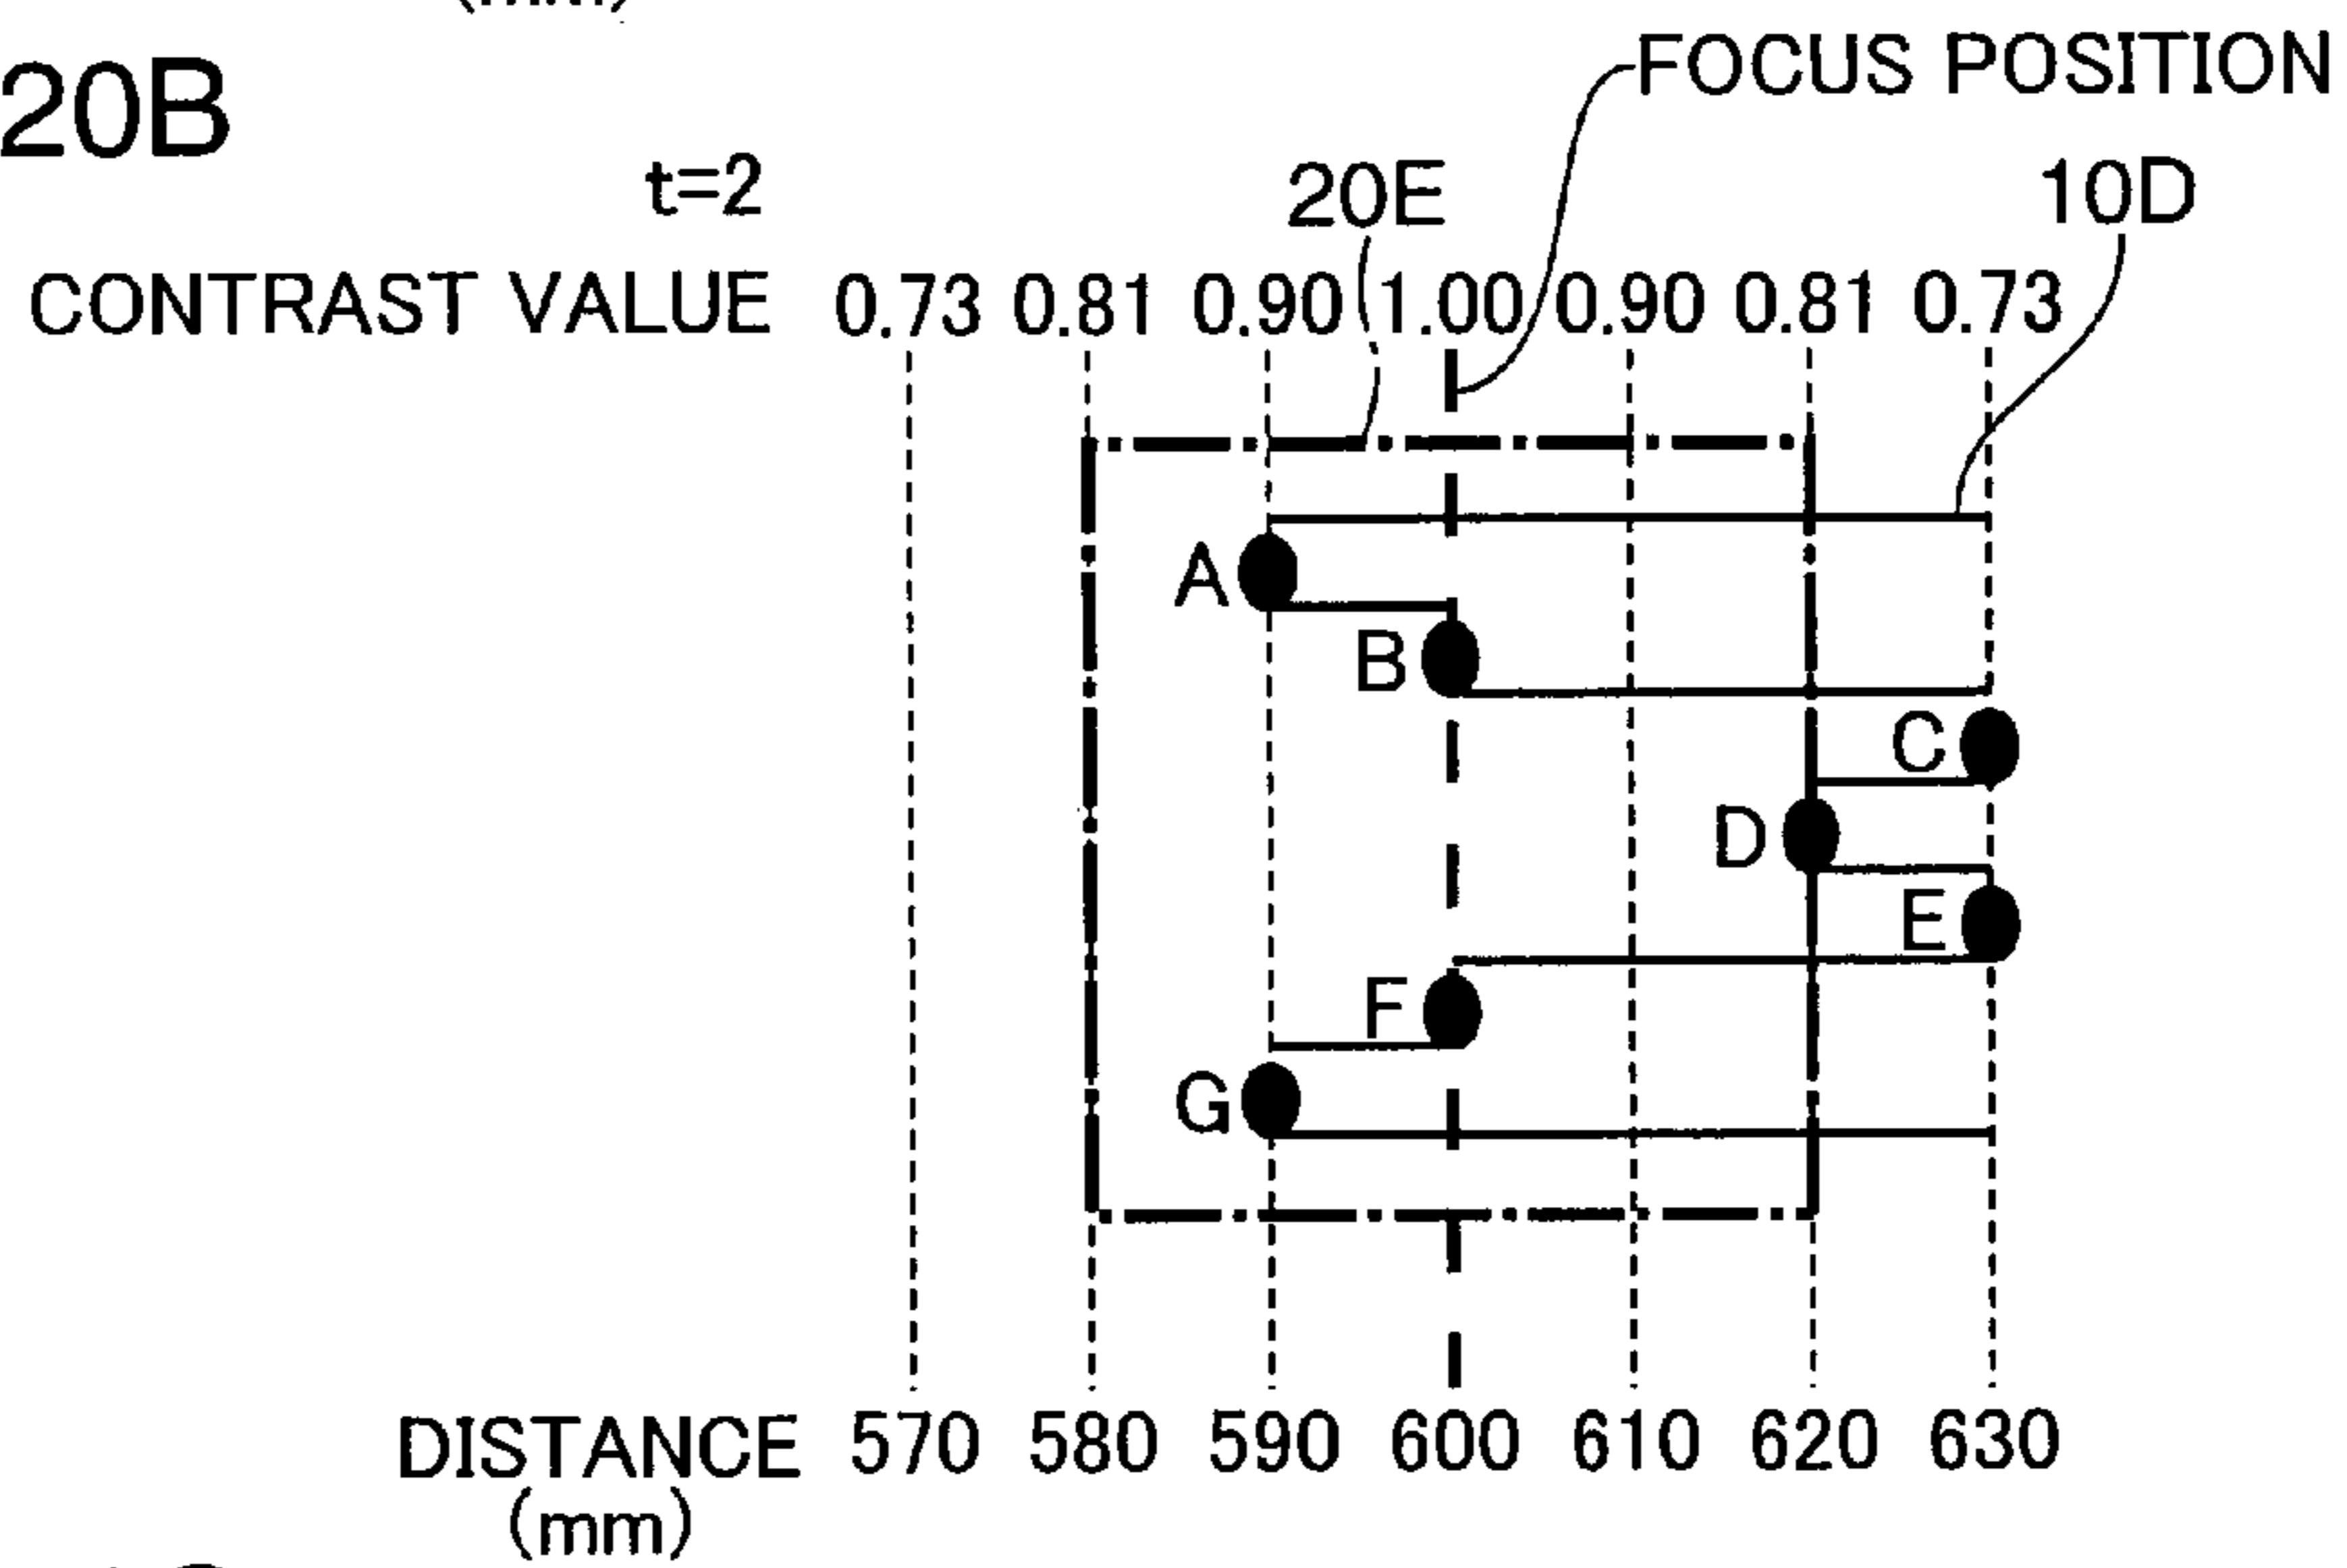 FOCUS POSITION
20B
t=2
20E
10D
CONTRAST VALUE 0.73 0.81 0.90 1.00 0.90 0.81 0.73
A
B
C
D
E
F
G
DISTANCE 570 580 590 600 610 620 630
(mm)